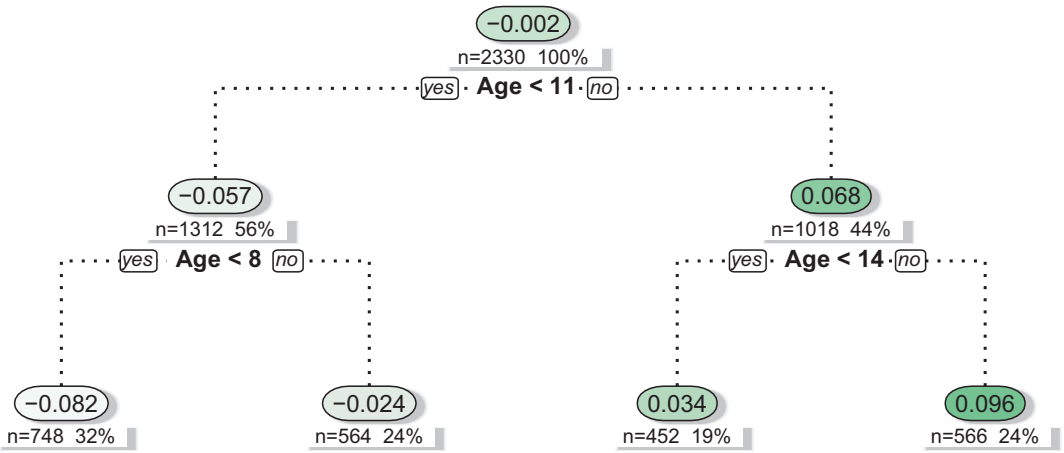 −0.002
n=2330 100%
yes Age < 11 no
−0.057 0.068
n=1312 56% n=1018 44%
yes Age < 8 no yes Age < 14 no
−0.082 −0.024 0.034 0.096
n=748 32% n=564 24% n=452 19% n=566 24%